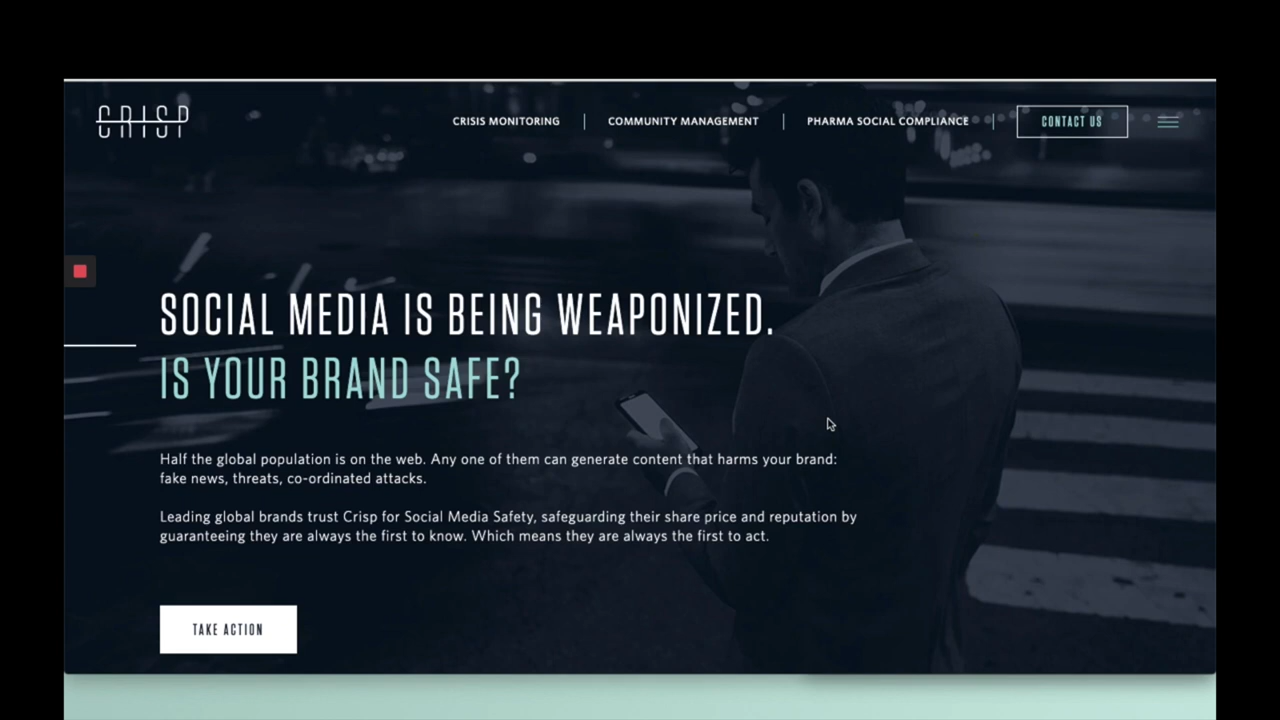 CRISP
CRISIS MONITORING
COMMUNITY MANAGEMENT
PHARMA SOCIAL COMPLIANCE
CONTACT US
SOCIAL MEDIA IS BEING WEAPONIZED.
IS YOUR BRAND SAFE?
Half the global population is on the web. Any one of them can generate content that harms your brand:
fake news, threats, co-ordinated attacks.
Leading global brands trust Crisp for Social Media Safety, safeguarding their share price and reputation by
guaranteeing they are always the first to know. Which means they are always the first to act.
TAKE ACTION